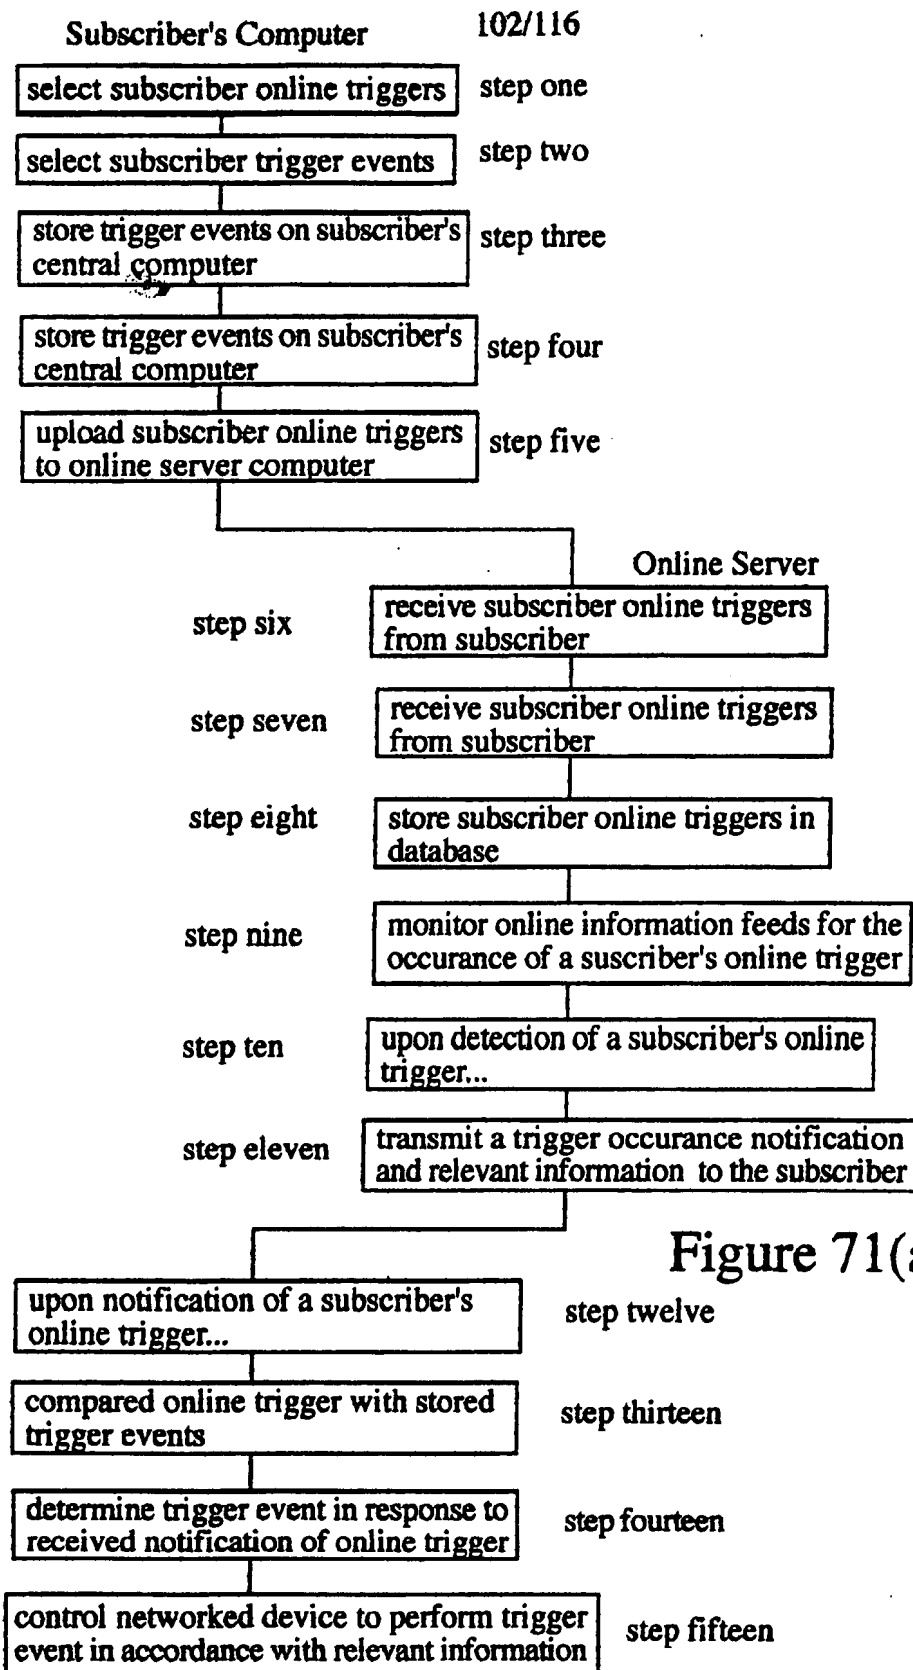 102/116
Subscriber's Computer
select subscriber online triggers
step one
select subscriber trigger events
step two
store trigger events on subscriber's
central computer
step three
store trigger events on subscriber's
central computer
step four
upload subscriber online triggers
to online server computer
step five
Online Server
step six
receive subscriber online triggers
from subscriber
step seven
receive subscriber online triggers
from subscriber
step eight
store subscriber online triggers in
database
step nine
monitor online information feeds for the
occurance of a suscriber's online trigger
step ten
upon detection of a subscriber's online
trigger...
step eleven
transmit a trigger occurance notification
and relevant information to the subscriber
Figure 71(a
upon notification of a subscriber's
online trigger...
step twelve
compared online trigger with stored
trigger events
step thirteen
determine trigger event in response to
received notification of online trigger
step fourteen
control networked device to perform trigger
event in accordance with relevant information
step fifteen